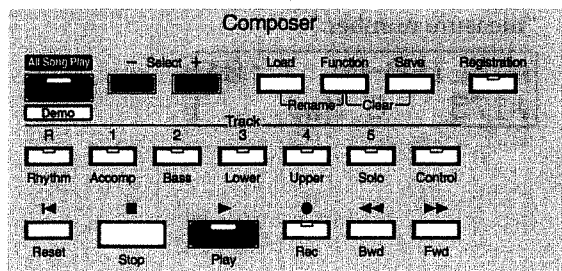 Composer
All Song Play
− Select +
Load Function Save Registration
Rename Clear
Demo
Track
R 1 2 3 4 5
Rhythm Accomp Bass Lower Upper Solo Control
Reset Stop Play Rec Bwd Fwd